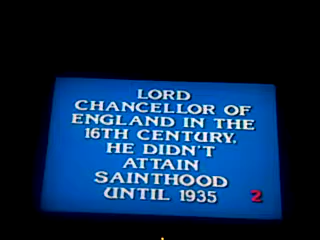 LORD
CHANCELLOR OF
ENGLAND IN THE
16TH CENTURY,
HE DIDN'T
ATTAIN
SAINTHOOD
UNTIL 1935
2